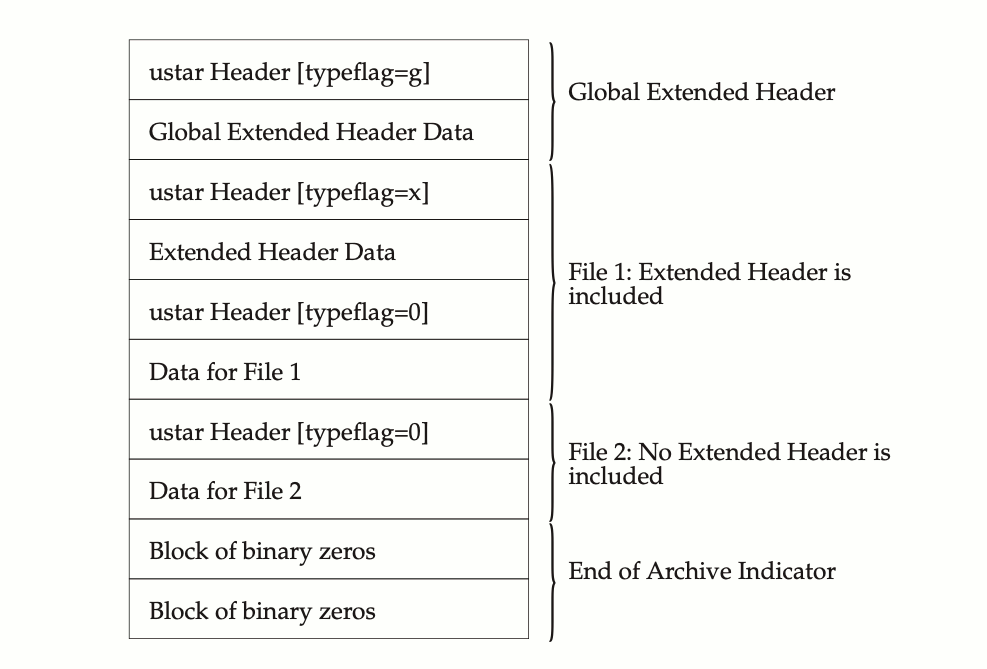 ustar Header [typeflag=g]
Global Extended Header
Global Extended Header Data
ustar Header [typeflag=x]
Extended Header Data
File 1: Extended Header is
included
ustar Header [typeflag=0]
Data for File 1
ustar Header [typeflag=0]
File 2: No Extended Header is
included
Data for File 2
Block of binary zeros
End of Archive Indicator
Block of binary zeros